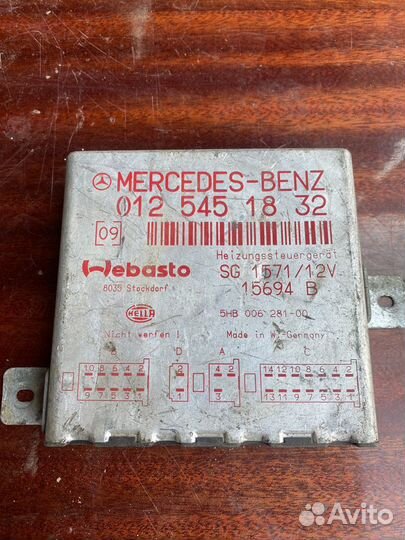 MERCEDES-BENZ
012 545 18 32
[09]
Heizungssteuergerät
Webasto SG 1571/12V
8035 Stockdorf 15694 B
HELLA 5HB 006 281-00
Nicht werfen! Made in W.-Germany
B D A C
10 8 6 4 2 2 4 2 14 12 10 8 6 4 2
9 7 5 3 1 1 3 1 13 11 9 7 5 3 1
Avito